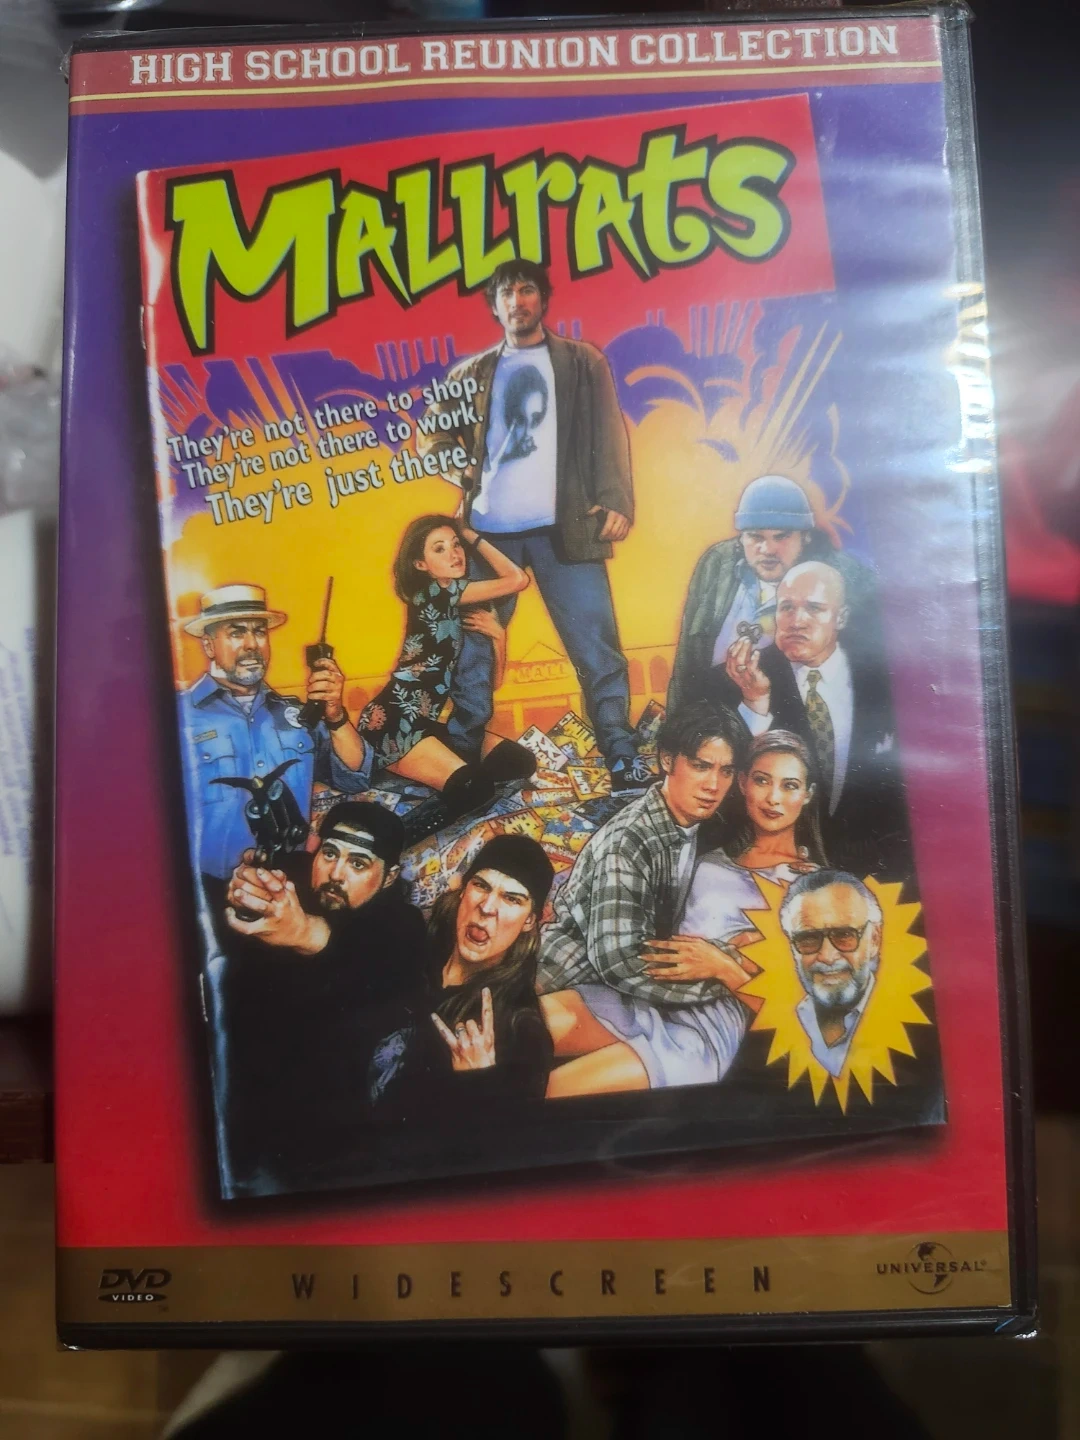 HIGH SCHOOL REUNION COLLECTION
MALLrAtS
They're not there to shop.
They're not there to work.
They're just there.
MALL
DVD
VIDEO
WIDESCREEN
UNIVERSAL